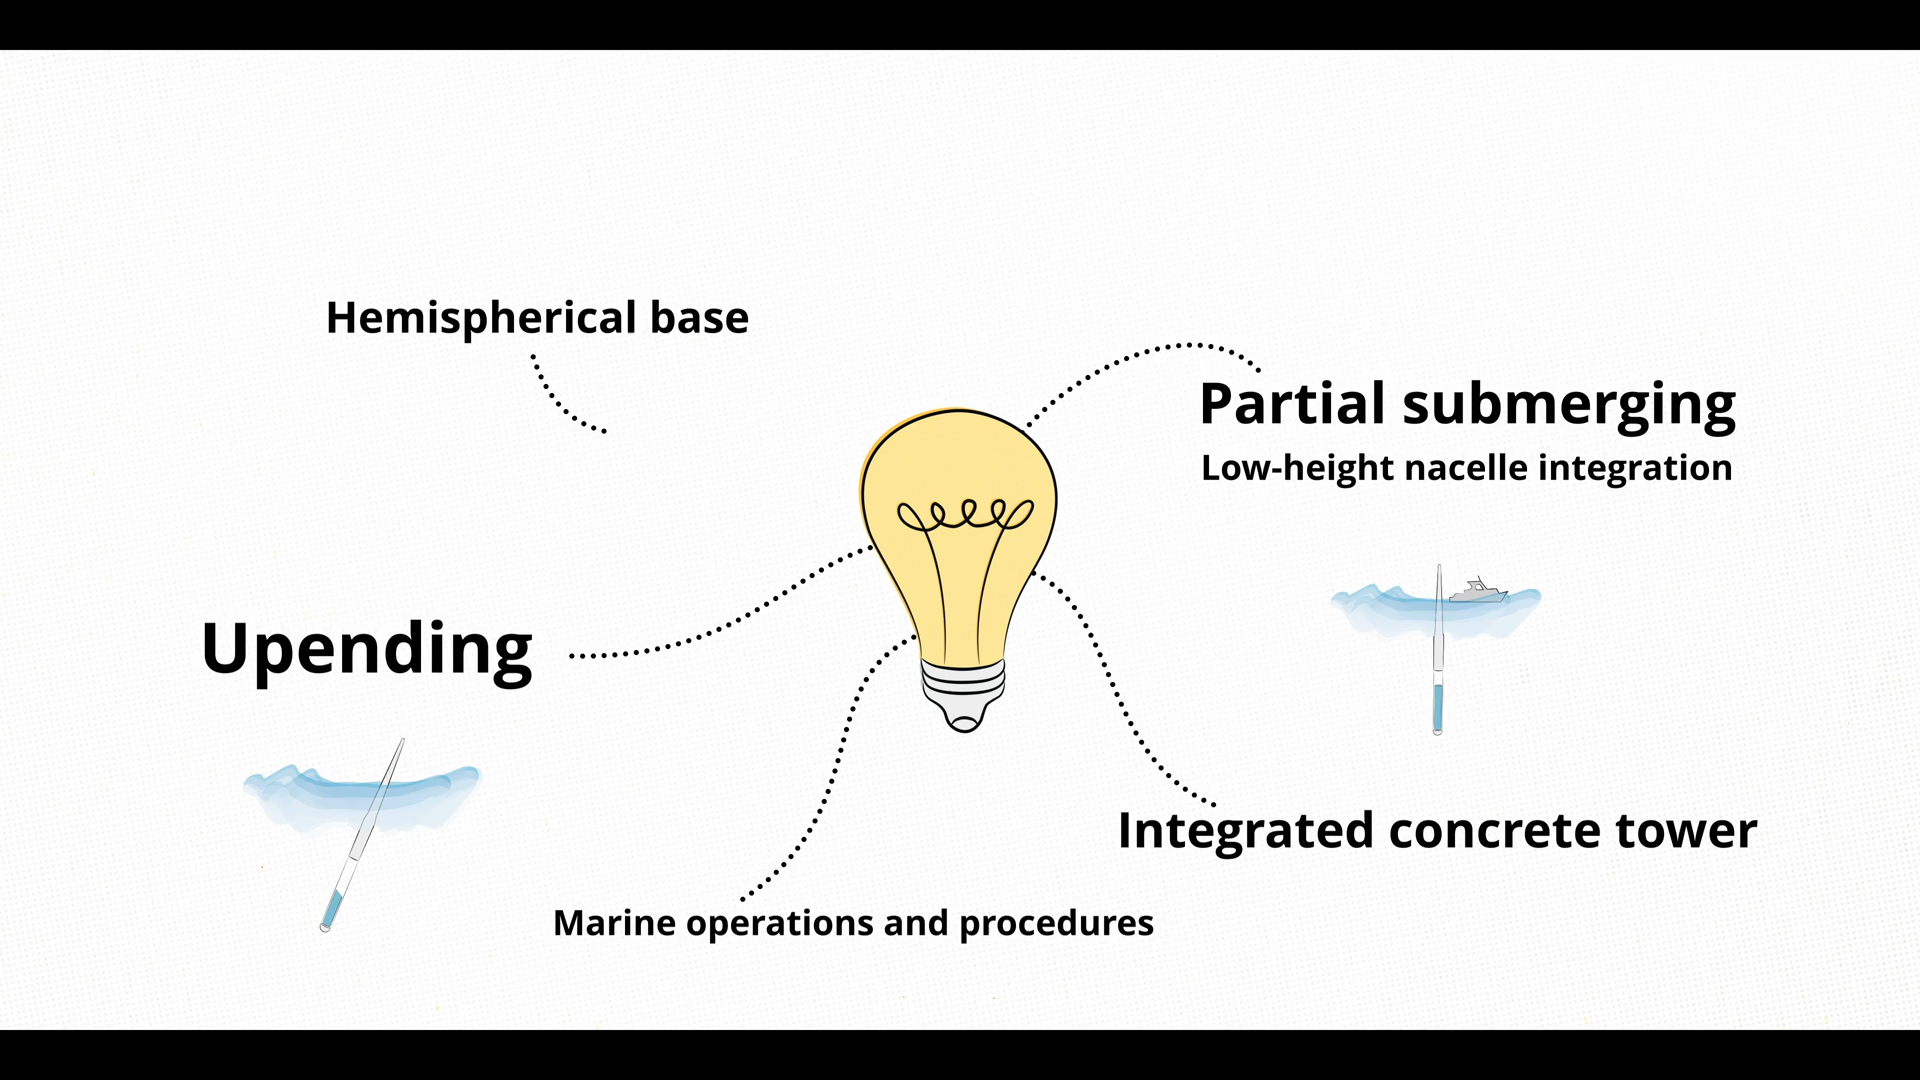 Hemispherical base
Partial submerging
Low-height nacelle integration
Upending
Integrated concrete tower
Marine operations and procedures